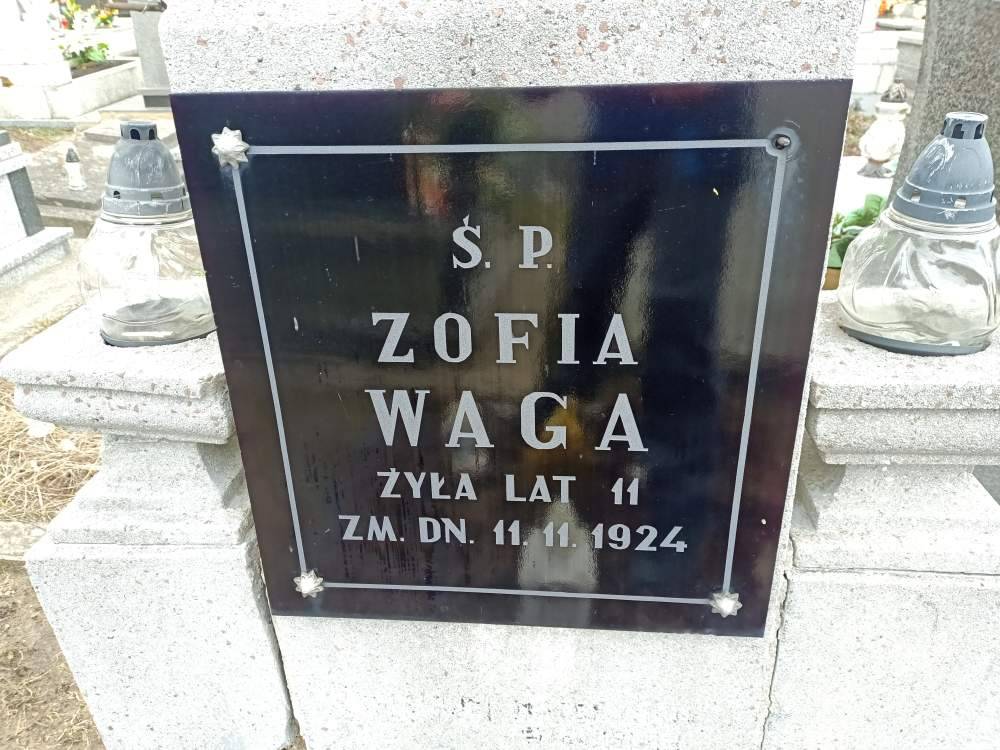 Ś. P.
ZOFIA
WAGA
ŻYŁA LAT 11
ZM. DN. 11. 11. 1924